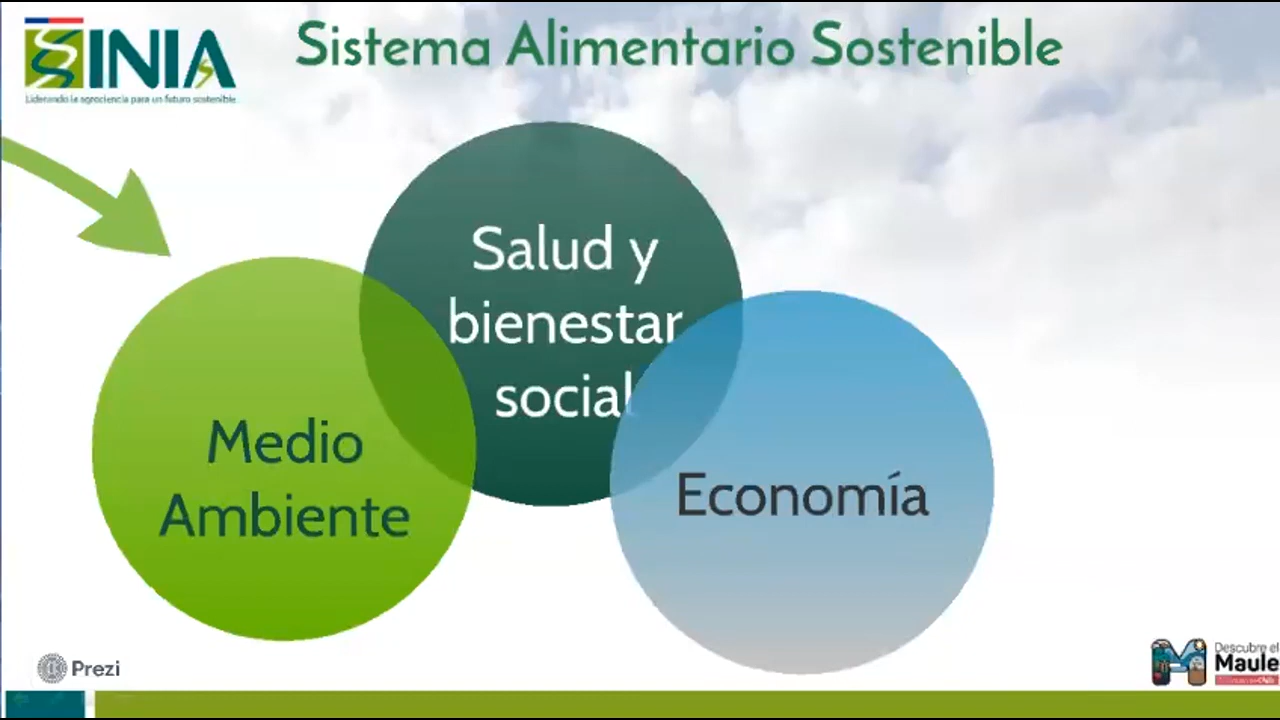 INIA
Liderando la agrociencia para un futuro sostenible
Sistema Alimentario Sostenible
Salud y
bienestar
social
Medio
Ambiente
Economía
Prezi
Descubre el
Maule